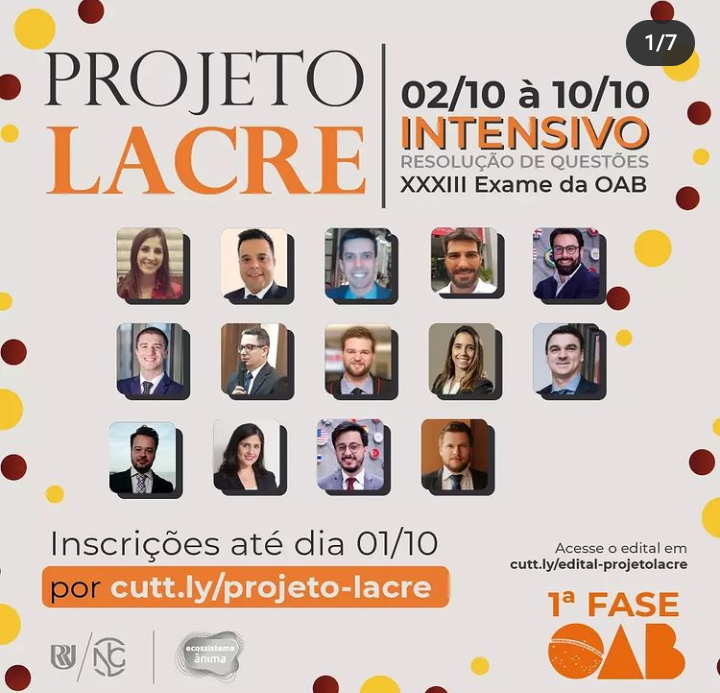 1/7
PROJETO
LACRE
02/10 à 10/10
INTENSIVO
RESOLUÇÃO DE QUESTÕES
XXXIII Exame da OAB
Inscrições até dia 01/10
por cutt.ly/projeto-lacre
Acesse o edital em
cutt.ly/edital-projetolacre
1ª FASE
OAB
ecossistema
ânima